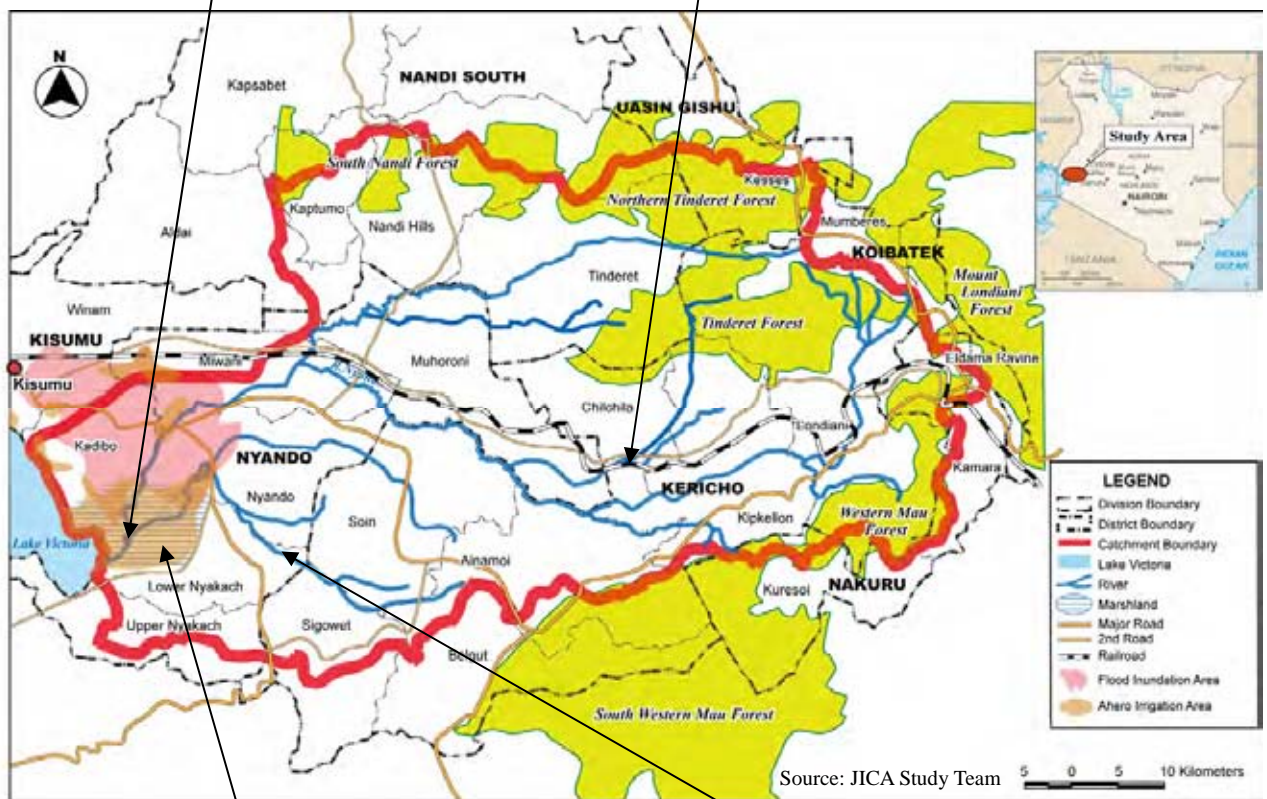 N
NANDI SOUTH
Kapsabet
UASIN GISHU
South Nandi Forest
Kesses
Northern Tinderet Forest
Kaptumo
Nandi Hills
Mumberes
Aldai
KOIBATEK
Tinderet
Mount
Londiani
Forest
Winam
Tinderet Forest
KISUMU
Miwani
Muhoroni
Eldama Ravine
Kisumu
Chilchila
Londiani
Kadibo
NYANDO
Kamara
KERICHO
Nyando
Soin
Kipkelion
Western Mau
Forest
Lake Victoria
Ainamoi
Lower Nyakach
Kuresoi
NAKURU
Upper Nyakach
Sigowet
Belgut
South Western Mau Forest
Source: JICA Study Team
5 0 5 10 Kilometers
Study Area
NAIROBI
INDIAN
LEGEND
Division Boundary
District Boundary
Catchment Boundary
Lake Victoria
River
Marshland
Major Road
2nd Road
Railroad
Flood Inundation Area
Ahero Irrigation Area